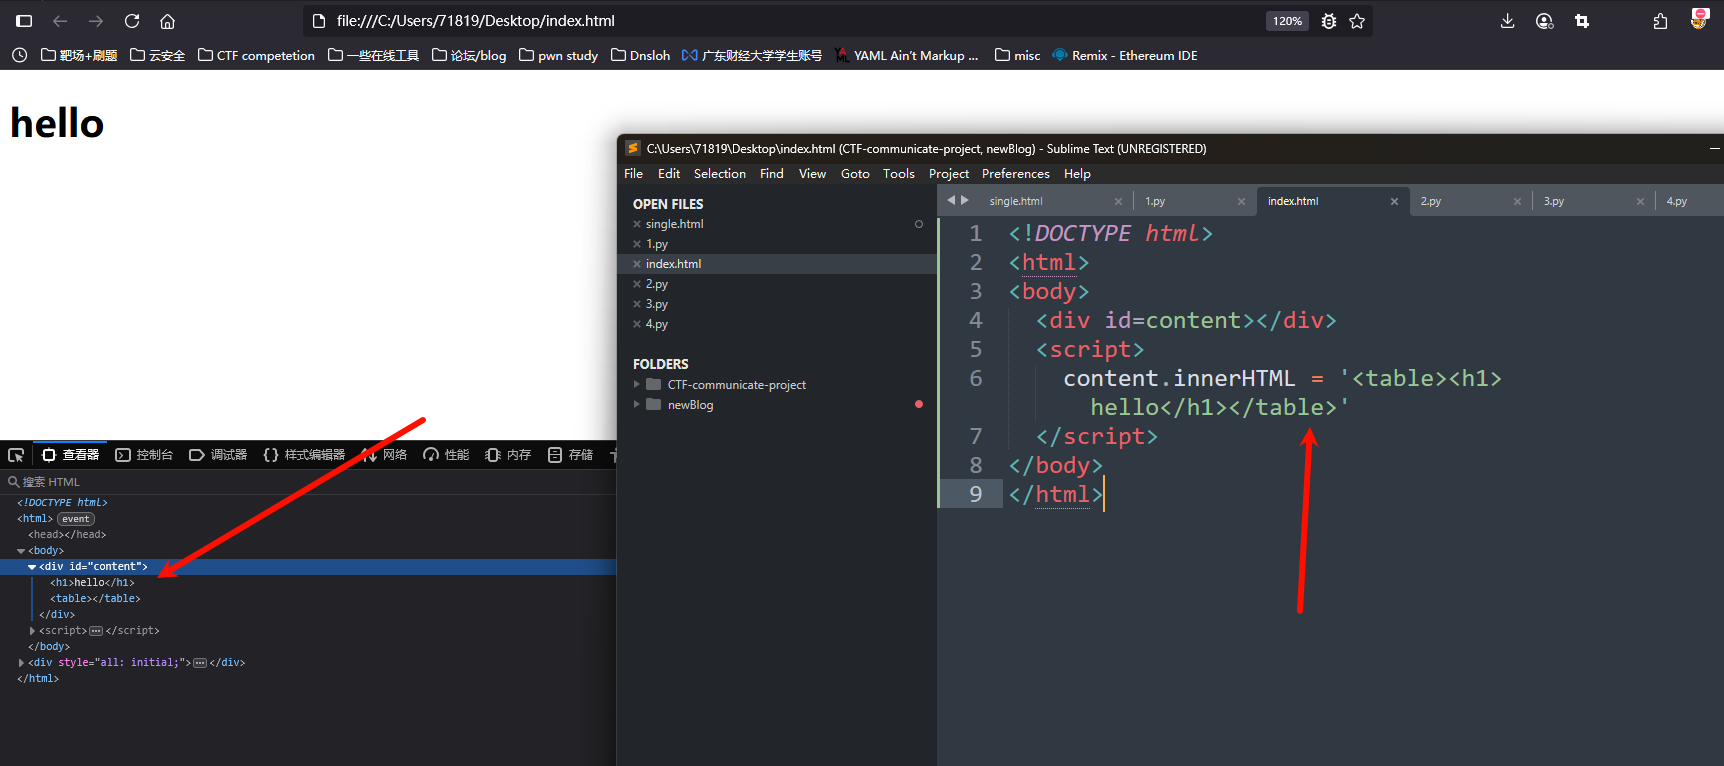 file:///C:/Users/71819/Desktop/index.html
120%
靶场+刷题 云安全 CTF competetion 一些在线工具 论坛/blog pwn study Dnsloh 广东财经大学学生账号 YAML Ain't Markup ... misc Remix - Ethereum IDE
hello
C:\Users\71819\Desktop\index.html (CTF-communicate-project, newBlog) - Sublime Text (UNREGISTERED)
File Edit Selection Find View Goto Tools Project Preferences Help
OPEN FILES
single.html
1.py
index.html
2.py
3.py
4.py
FOLDERS
CTF-communicate-project
newBlog
single.html 1.py index.html 2.py 3.py 4.py
1 <!DOCTYPE html>
2 <html>
3 <body>
4 <div id=content></div>
5 <script>
6 content.innerHTML = '<table><h1>
hello</h1></table>'
7 </script>
8 </body>
9 </html>
查看器 控制台 调试器 {} 样式编辑器 网络 性能 内存 存储
搜索 HTML
<!DOCTYPE html>
<html> event
<head></head>
<body>
<div id="content">
<h1>hello</h1>
<table></table>
</div>
<script>...</script>
</body>
<div style="all: initial;">...</div>
</html>